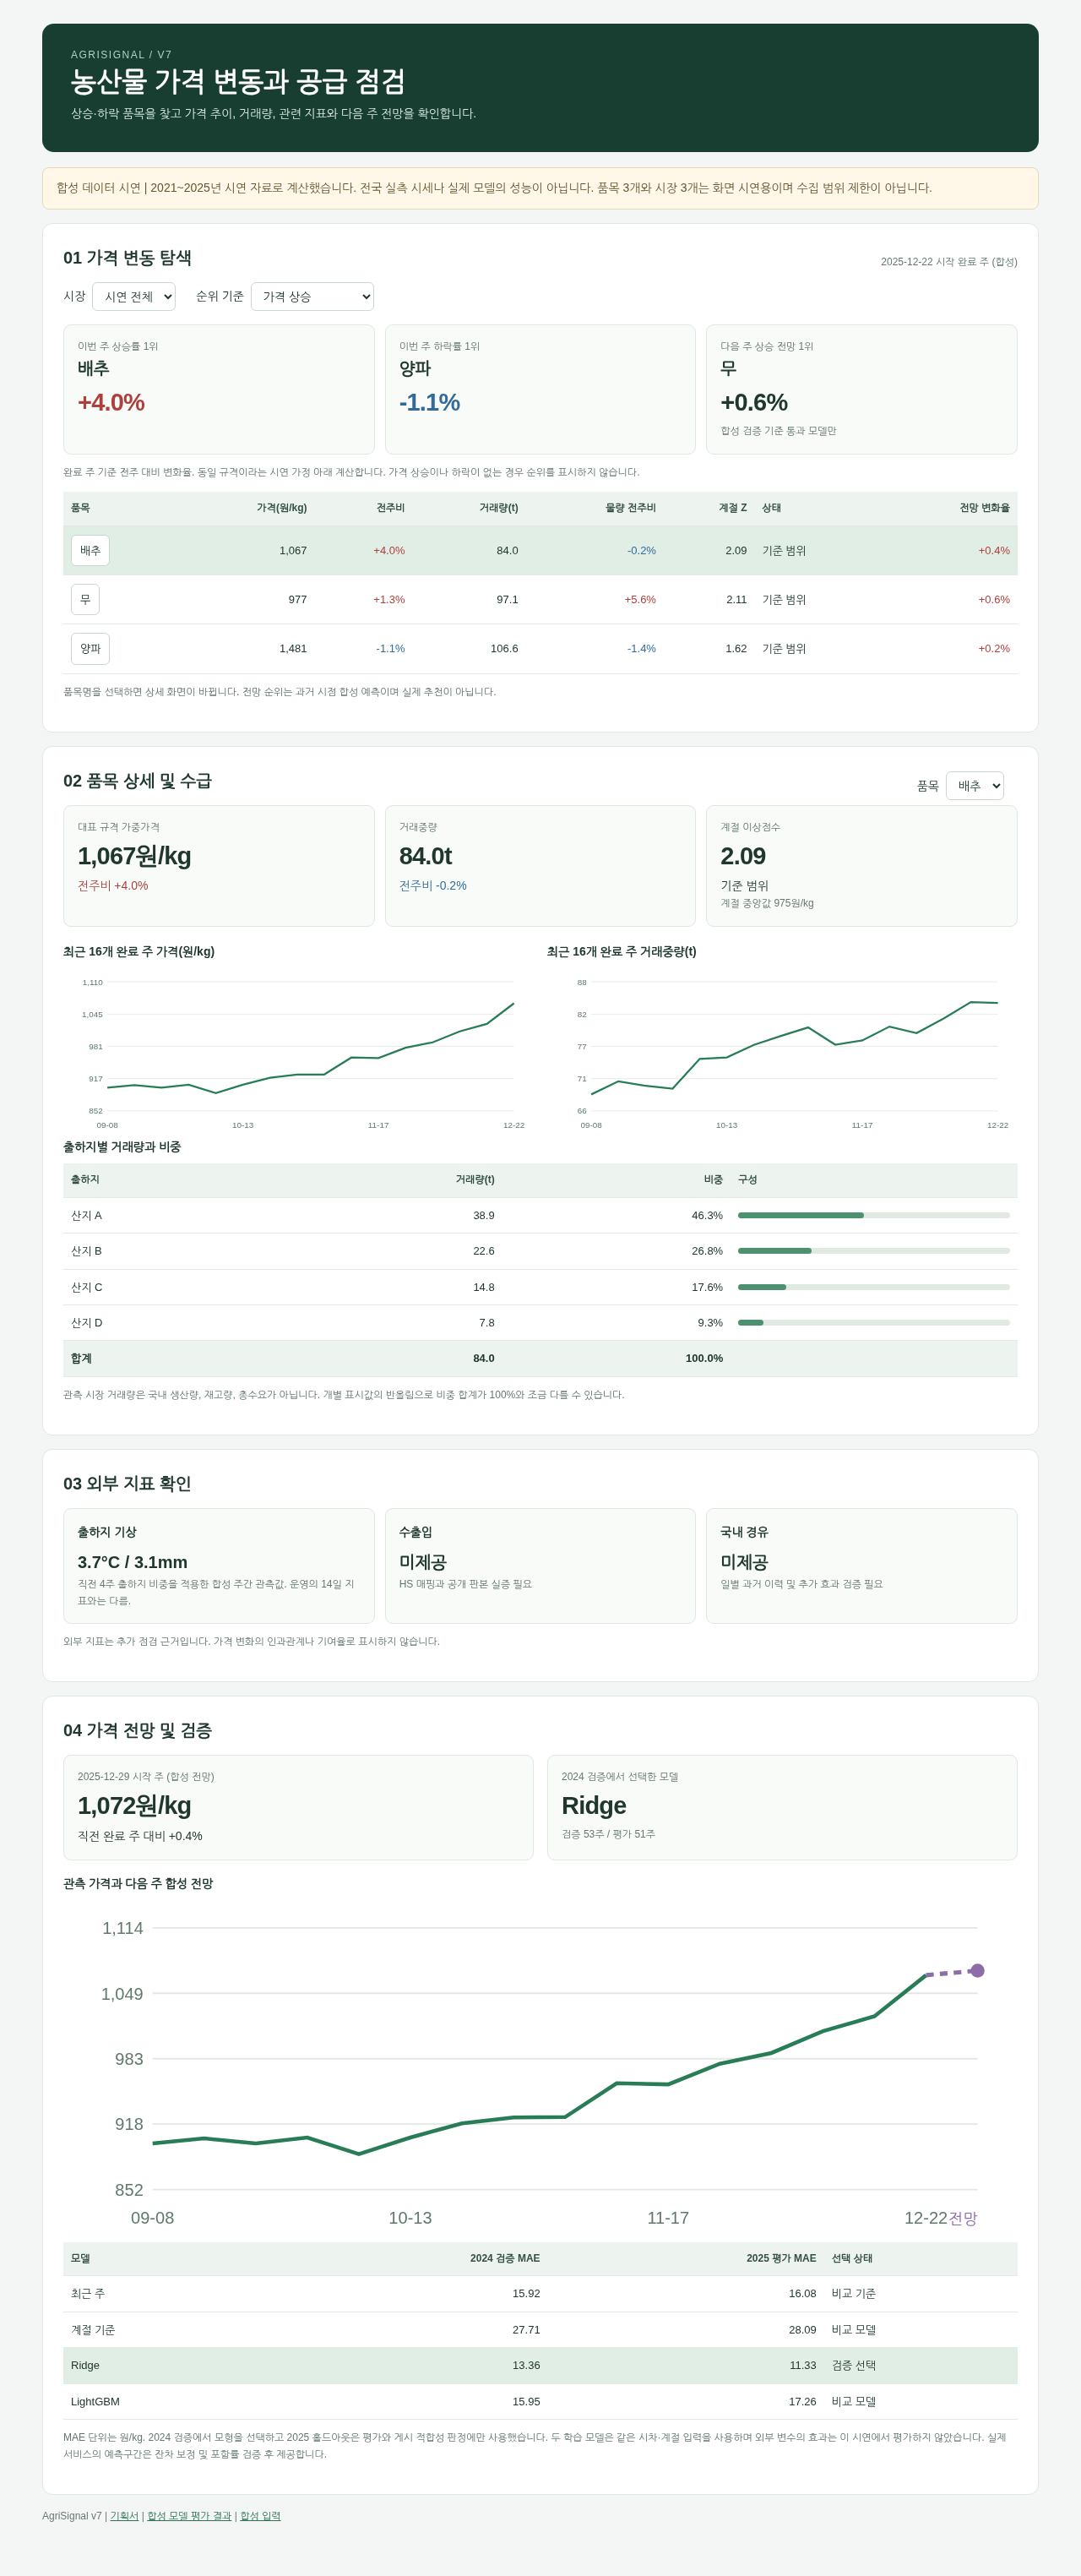 AGRISIGNAL / V7
농산물 가격 변동과 공급 점검
상승·하락 품목을 찾고 가격 추이, 거래량, 관련 지표와 다음 주 전망을 확인합니다.
합성 데이터 시연 | 2021~2025년 시연 자료로 계산했습니다. 전국 실측 시세나 실제 모델의 성능이 아닙니다. 품목 3개와 시장 3개는 화면 시연용이며 수집 범위 제한이 아닙니다.
01 가격 변동 탐색
2025-12-22 시작 완료 주 (합성)
시장 시연 전체 순위 기준 가격 상승
이번 주 상승률 1위
배추
+4.0%
이번 주 하락률 1위
양파
-1.1%
다음 주 상승 전망 1위
무
+0.6%
합성 검증 기준 통과 모델만
완료 주 기준 전주 대비 변화율. 동일 규격이라는 시연 가정 아래 계산합니다. 가격 상승이나 하락이 없는 경우 순위를 표시하지 않습니다.
품목 가격(원/kg) 전주비 거래량(t) 물량 전주비 계절 Z 상태 전망 변화율
배추 1,067 +4.0% 84.0 -0.2% 2.09 기준 범위 +0.4%
무 977 +1.3% 97.1 +5.6% 2.11 기준 범위 +0.6%
양파 1,481 -1.1% 106.6 -1.4% 1.62 기준 범위 +0.2%
품목명을 선택하면 상세 화면이 바뀝니다. 전망 순위는 과거 시점 합성 예측이며 실제 추천이 아닙니다.
02 품목 상세 및 수급
품목 배추
대표 규격 가중가격
1,067원/kg
전주비 +4.0%
거래중량
84.0t
전주비 -0.2%
계절 이상점수
2.09
기준 범위
계절 중앙값 975원/kg
최근 16개 완료 주 가격(원/kg)
1,110
1,045
981
917
852
09-08 10-13 11-17 12-22
최근 16개 완료 주 거래중량(t)
88
82
77
71
66
09-08 10-13 11-17 12-22
출하지별 거래량과 비중
출하지 거래량(t) 비중 구성
산지 A 38.9 46.3%
산지 B 22.6 26.8%
산지 C 14.8 17.6%
산지 D 7.8 9.3%
합계 84.0 100.0%
관측 시장 거래량은 국내 생산량, 재고량, 총수요가 아닙니다. 개별 표시값의 반올림으로 비중 합계가 100%와 조금 다를 수 있습니다.
03 외부 지표 확인
출하지 기상
3.7°C / 3.1mm
직전 4주 출하지 비중을 적용한 합성 주간 관측값. 운영의 14일 지
표와는 다름.
수출입
미제공
HS 매핑과 공개 판본 실증 필요
국내 경유
미제공
일별 과거 이력 및 추가 효과 검증 필요
외부 지표는 추가 점검 근거입니다. 가격 변화의 인과관계나 기여율로 표시하지 않습니다.
04 가격 전망 및 검증
2025-12-29 시작 주 (합성 전망)
1,072원/kg
직전 완료 주 대비 +0.4%
2024 검증에서 선택한 모델
Ridge
검증 53주 / 평가 51주
관측 가격과 다음 주 합성 전망
1,114
1,049
983
918
852
09-08 10-13 11-17 12-22 전망
모델 2024 검증 MAE 2025 평가 MAE 선택 상태
최근 주 15.92 16.08 비교 기준
계절 기준 27.71 28.09 비교 모델
Ridge 13.36 11.33 검증 선택
LightGBM 15.95 17.26 비교 모델
MAE 단위는 원/kg. 2024 검증에서 모형을 선택하고 2025 홀드아웃은 평가와 게시 적합성 판정에만 사용했습니다. 두 학습 모델은 같은 시차·계절 입력을 사용하며 외부 변수의 효과는 이 시연에서 평가하지 않았습니다. 실제
서비스의 예측구간은 잔차 보정 및 포함률 검증 후 제공합니다.
AgriSignal v7 | 기획서 | 합성 모델 평가 결과 | 합성 입력